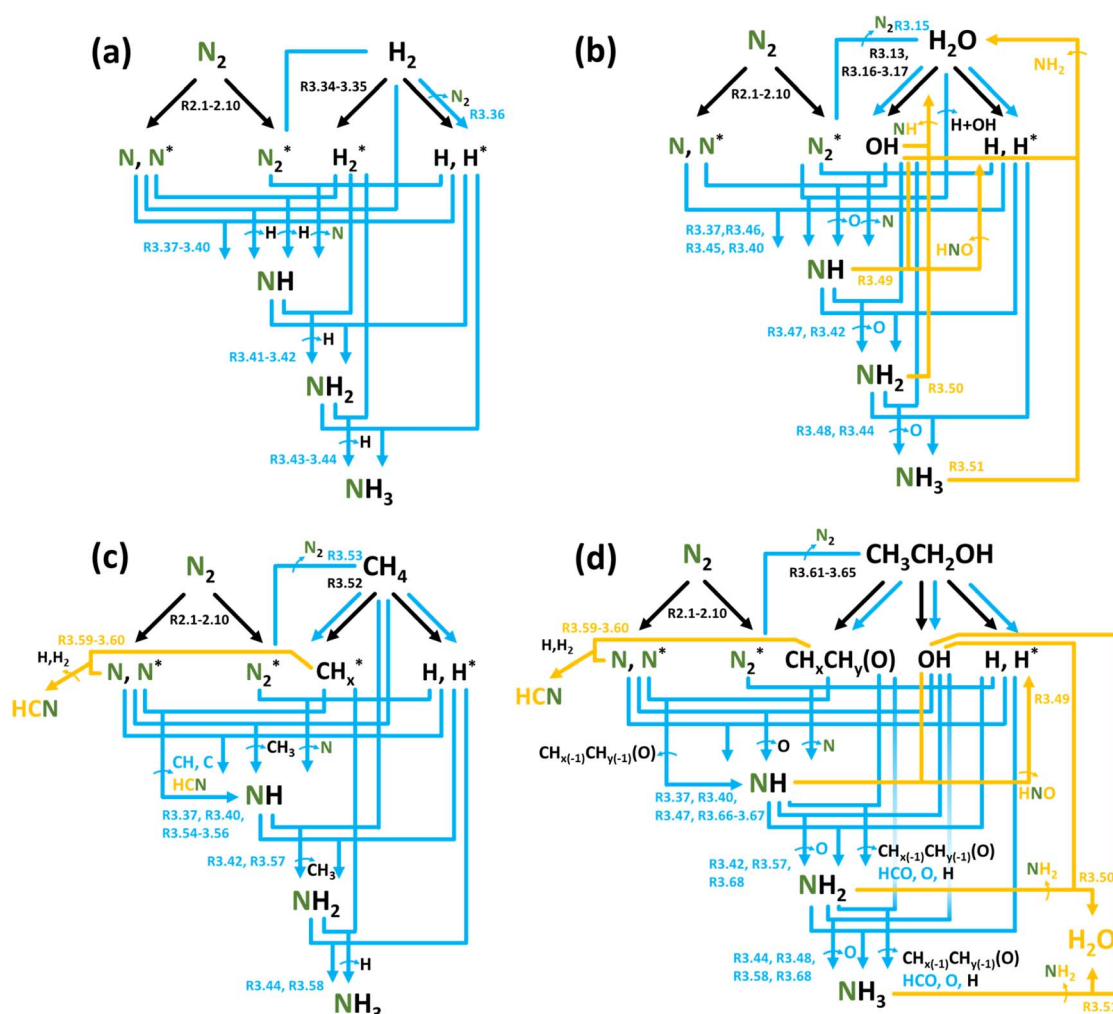 (a)
N2
H2
R2.1-2.10
R3.34-3.35
N2
R3.36
N, N*
N2*
H2*
H, H*
R3.37-3.40
H
H
N
NH
H
R3.41-3.42
NH2
H
R3.43-3.44
NH3
(b)
N2
N2 R3.15
H2O
R3.13,
R3.16-3.17
R2.1-2.10
NH2
H+OH
NH
N, N*
N2*
OH
H, H*
R3.37,R3.46,
R3.45, R3.40
O
N
HNO
NH
R3.49
R3.47, R3.42
O
NH2
R3.50
R3.48, R3.44
O
R3.51
NH3
(c)
N2
N2 R3.53
CH4
R3.52
R2.1-2.10
R3.59-3.60
H,H2
N, N*
N2*
CHx*
H, H*
HCN
CH3
N
CH, C
HCN
NH
R3.37, R3.40,
R3.54-3.56
R3.42, R3.57
CH3
NH2
H
R3.44, R3.58
NH3
(d)
N2
N2
CH3CH2OH
R3.61-3.65
R2.1-2.10
R3.59-3.60
H,H2
N, N*
N2*
CHxCHy(O)
OH
H, H*
HCN
R3.49
CHx(-1)CHy(-1)(O)
O
N
NH
HNO
R3.37, R3.40,
R3.47, R3.66-3.67
R3.42, R3.57,
R3.68
O
CHx(-1)CHy(-1)(O)
HCO, O, H
NH2
NH2
R3.50
H2O
R3.44, R3.48,
R3.58, R3.68
O
CHx(-1)CHy(-1)(O)
HCO, O, H
NH2
NH3
R3.51